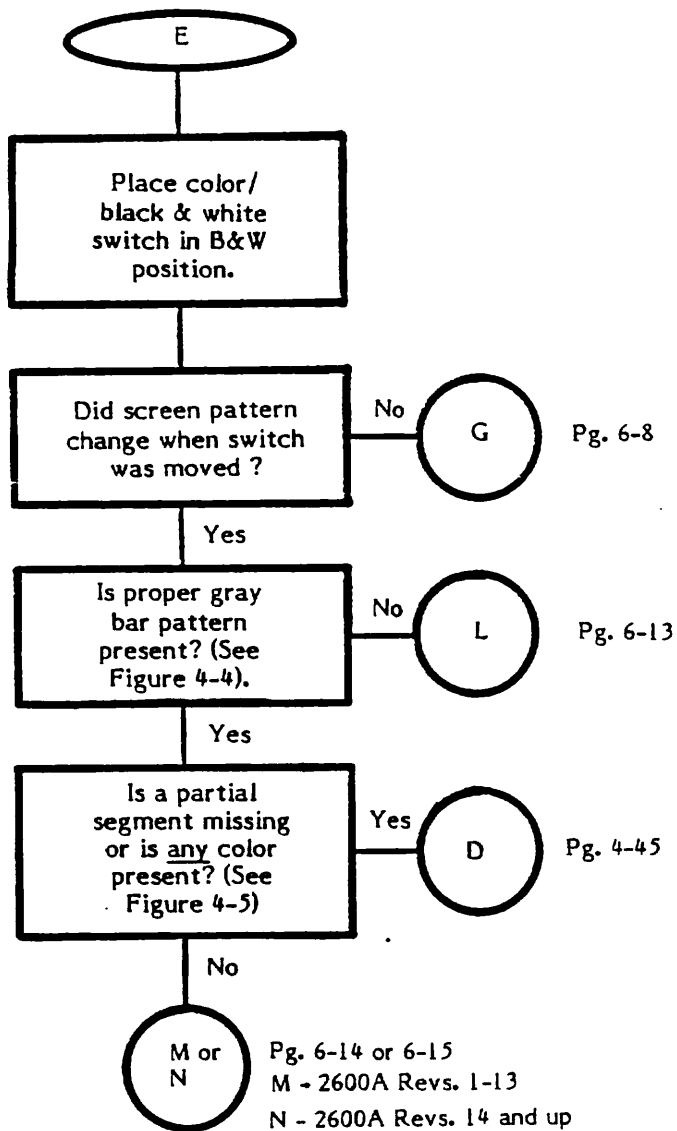 E
Place color/
black & white
switch in B&W
position.
Did screen pattern
change when switch
was moved ?
No
G
Pg. 6-8
Yes
Is proper gray
bar pattern
present? (See
Figure 4-4).
No
L
Pg. 6-13
Yes
Is a partial
segment missing
or is any color
present? (See
Figure 4-5)
Yes
D
Pg. 4-45
No
M or
N
Pg. 6-14 or 6-15
M - 2600A Revs. 1-13
N - 2600A Revs. 14 and up